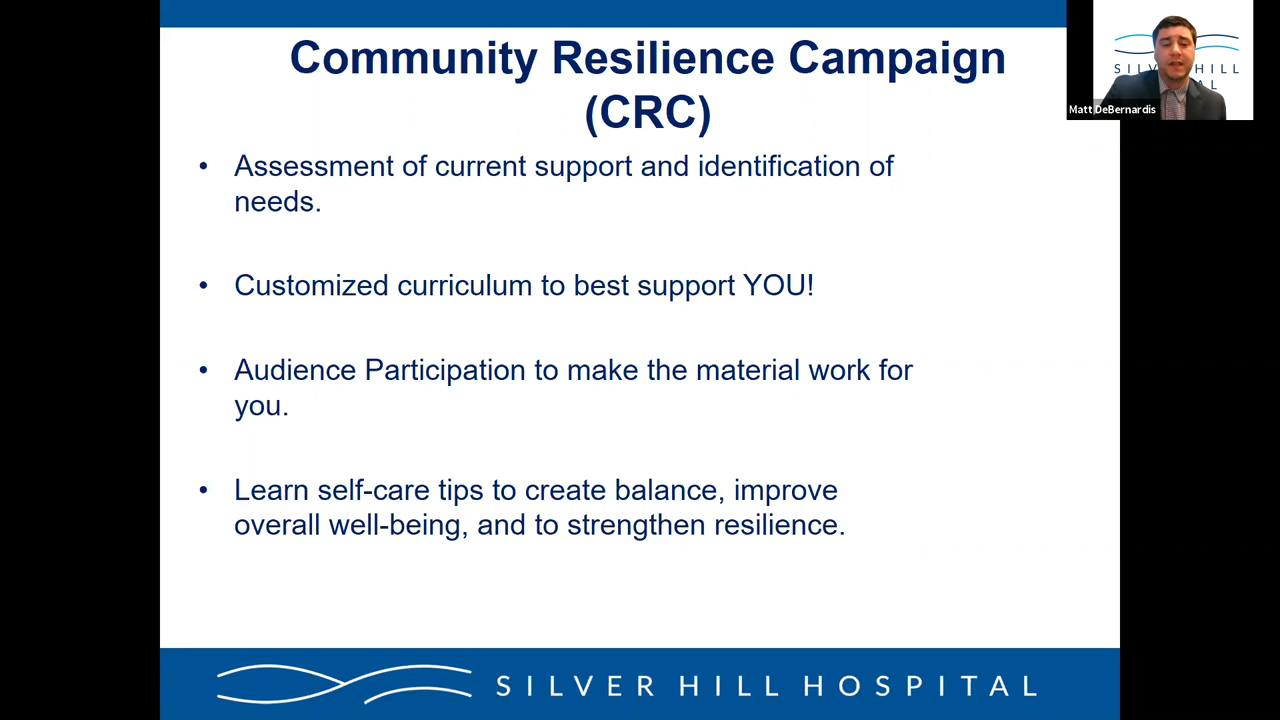 Community Resilience Campaign
(CRC)
• Assessment of current support and identification of
needs.
• Customized curriculum to best support YOU!
• Audience Participation to make the material work for
you.
• Learn self-care tips to create balance, improve
overall well-being, and to strengthen resilience.
SILVER HILL HOSPITAL
Matt DeBernardis